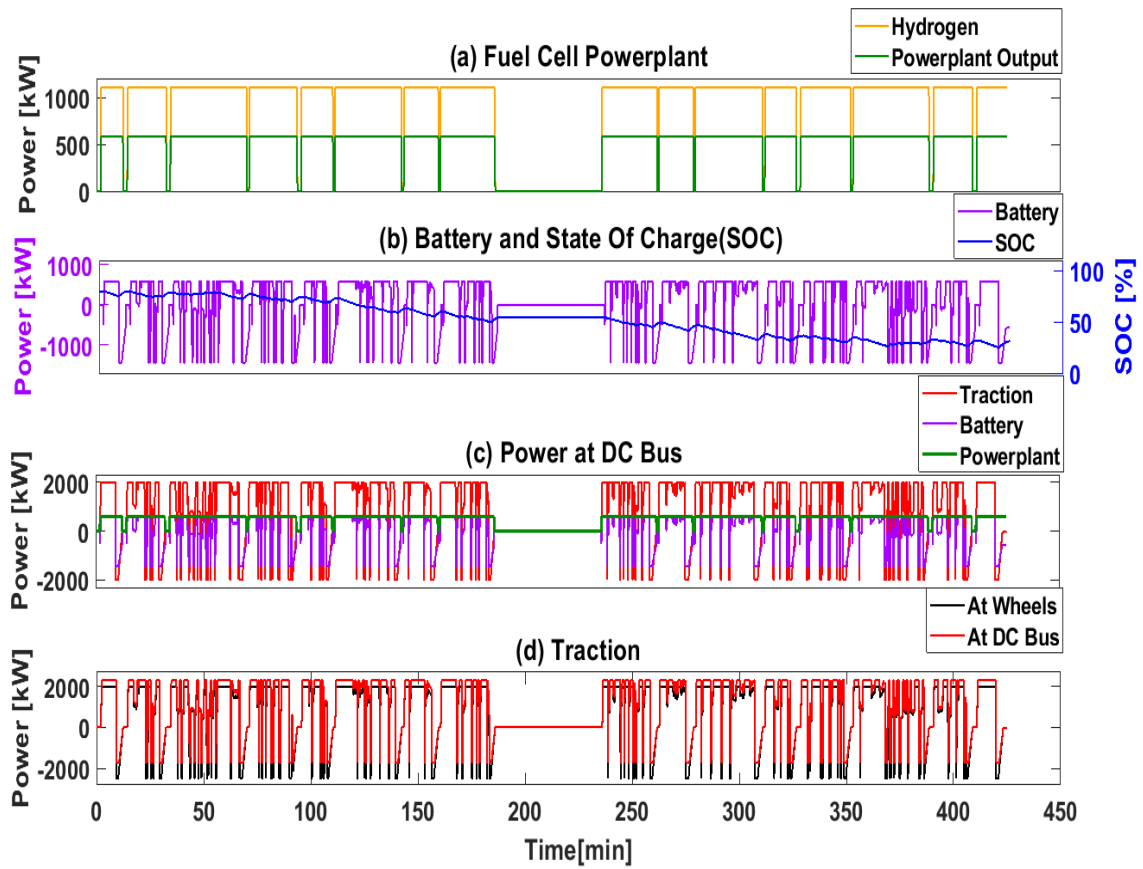 Hydrogen
Powerplant Output
(a) Fuel Cell Powerplant
Power [kW]
1000
500
0
Battery
SOC
(b) Battery and State Of Charge(SOC)
Power [kW]
1000
0
-1000
100
50
0
SOC [%]
Traction
Battery
Powerplant
(c) Power at DC Bus
Power [kW]
2000
0
-2000
At Wheels
At DC Bus
(d) Traction
Power [kW]
2000
0
-2000
0 50 100 150 200 250 300 350 400 450
Time[min]